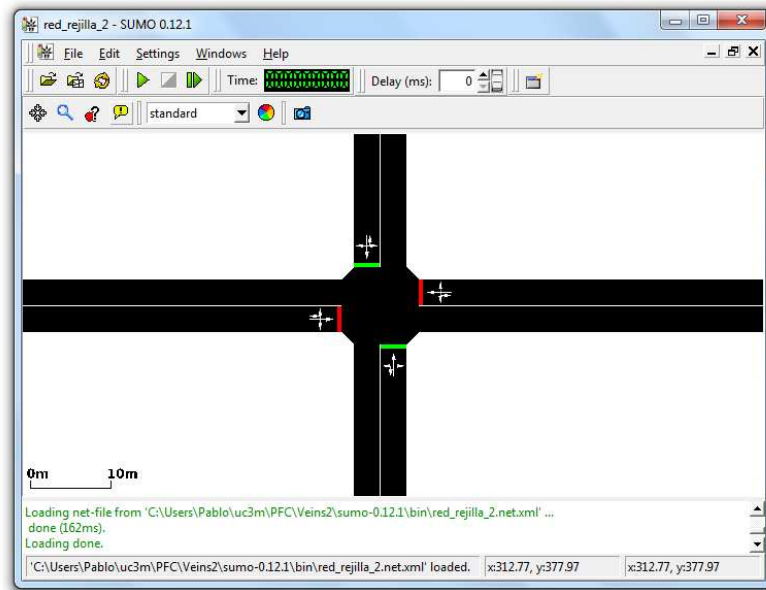 red_rejilla_2 - SUMO 0.12.1
File Edit Settings Windows Help
Time: Delay (ms): 0
standard
0m 10m
Loading net-file from 'C:\Users\Pablo\uc3m\PFC\Veins2\sumo-0.12.1\bin\red_rejilla_2.net.xml' ...
done (162ms).
Loading done.
'C:\Users\Pablo\uc3m\PFC\Veins2\sumo-0.12.1\bin\red_rejilla_2.net.xml' loaded. x:312.77, y:377.97 x:312.77, y:377.97